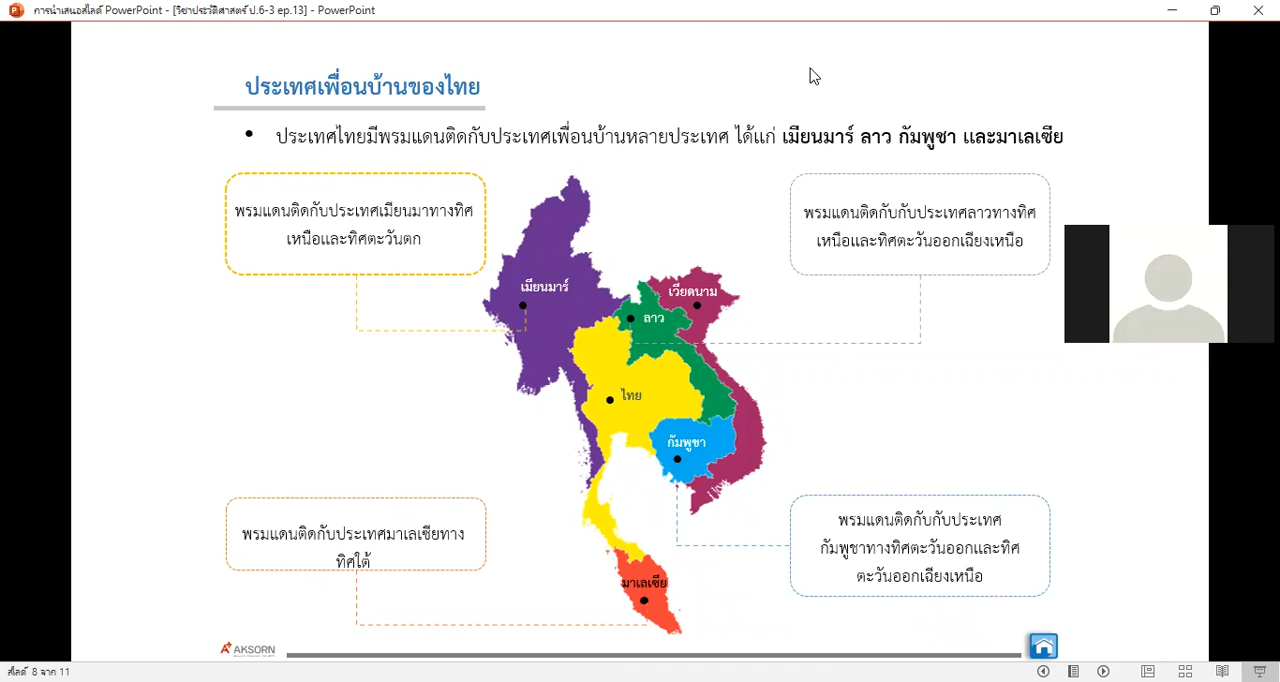 การนำเสนอสไลด์ PowerPoint - [วิชาประวัติศาสตร์ ป.6-3 ep.13] - PowerPoint
ประเทศเพื่อนบ้านของไทย
• ประเทศไทยมีพรมแดนติดกับประเทศเพื่อนบ้านหลายประเทศ ได้แก่ เมียนมาร์ ลาว กัมพูชา และมาเลเซีย
พรมแดนติดกับประเทศเมียนมาทางทิศ
เหนือและทิศตะวันตก
พรมแดนติดกับกับประเทศลาวทางทิศ
เหนือและทิศตะวันออกเฉียงเหนือ
เมียนมาร์
เวียดนาม
ลาว
ไทย
กัมพูชา
พรมแดนติดกับประเทศมาเลเซียทาง
ทิศใต้
พรมแดนติดกับกับประเทศ
กัมพูชาทางทิศตะวันออกและทิศ
ตะวันออกเฉียงเหนือ
มาเลเซีย
AKSORN
สไลด์ 8 จาก 11